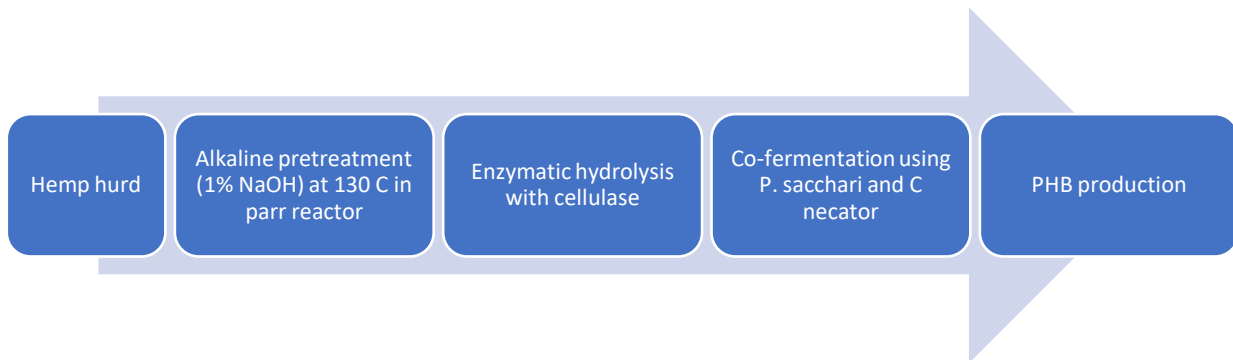 Hemp hurd
Alkaline pretreatment
(1% NaOH) at 130 C in
parr reactor
Enzymatic hydrolysis
with cellulase
Co-fermentation using
P. sacchari and C
necator
PHB production